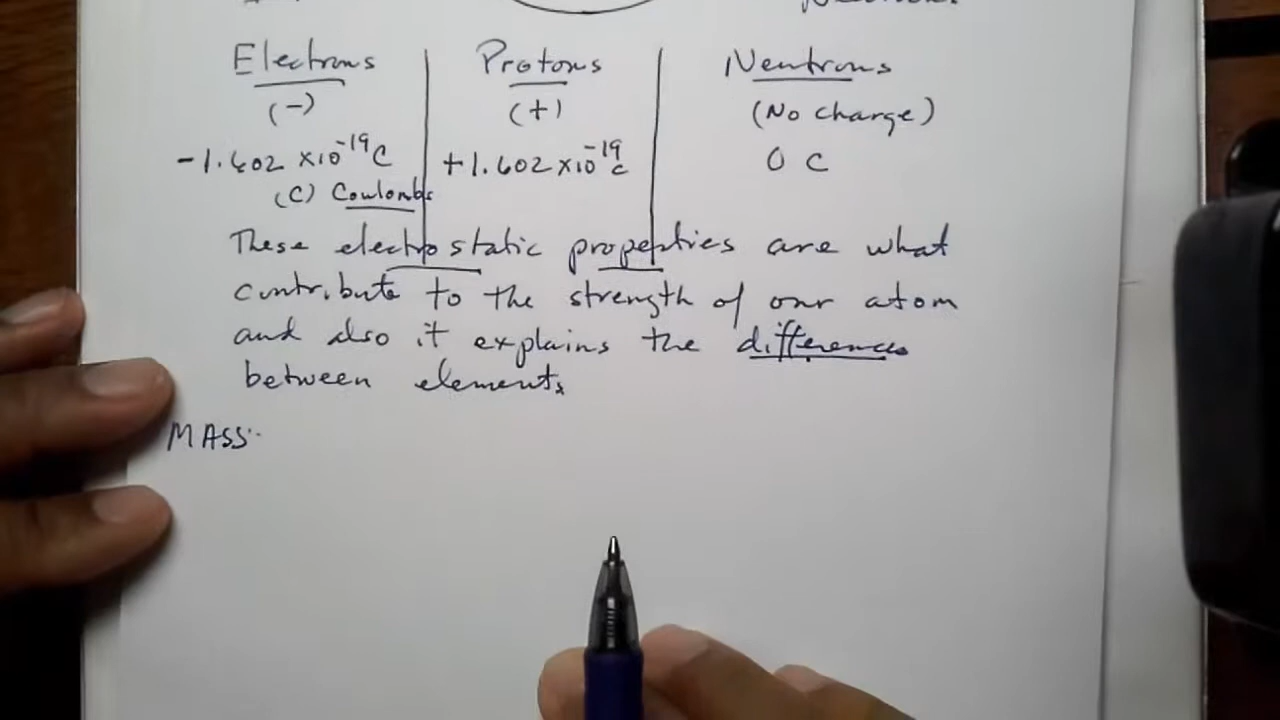 Electrons Protons Neutrons
(-) (+) (No charge)
-1.602 x10^-19 C +1.602 x10^-19 C 0 C
(C) Coulombs
These electrostatic properties are what
contribute to the strength of our atom
and also it explains the differences
between elements
MASS: